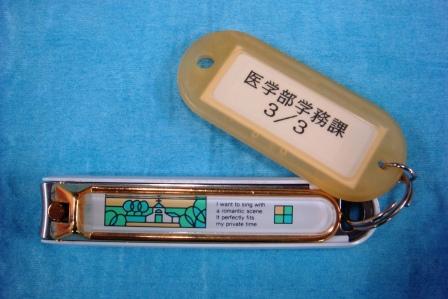 医学部学務課
3/3
I want to sing with
a romantic scene
It perfectly fits
my private time